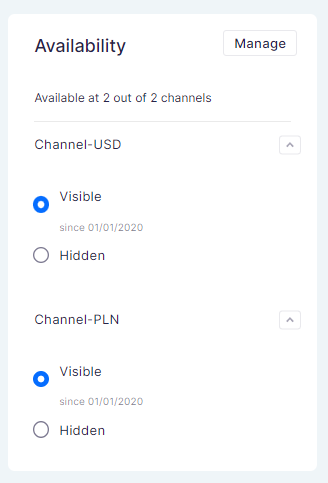 Availability
Manage
Available at 2 out of 2 channels
Channel-USD
Visible
since 01/01/2020
Hidden
Channel-PLN
Visible
since 01/01/2020
Hidden